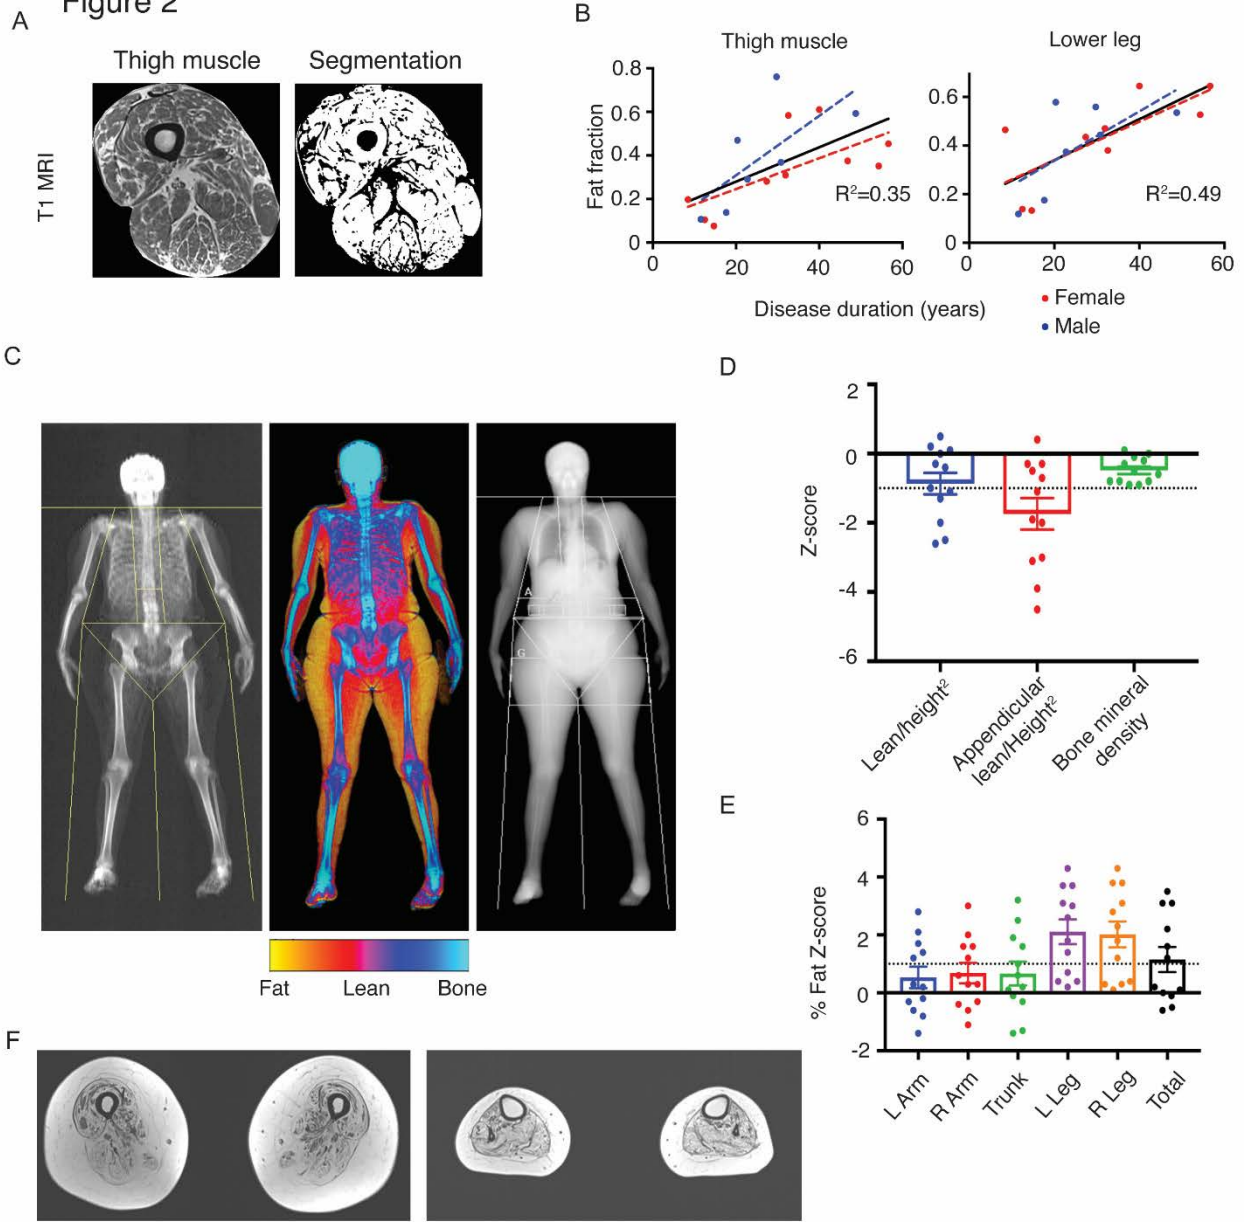 Figure 2
A
Thigh muscle
Segmentation
T1 MRI
B
Thigh muscle
Lower leg
Fat fraction
0.8
0.6
0.4
0.2
0
0
20
40
60
R²=0.35
0.6
0.4
0.2
0
0
20
40
60
R²=0.49
Disease duration (years)
Female
Male
C
A
G
Fat
Lean
Bone
D
Z-score
2
0
-2
-4
-6
Lean/height²
Appendicular
lean/Height²
Bone mineral
density
E
% Fat Z-score
6
4
2
0
-2
L Arm
R Arm
Trunk
L Leg
R Leg
Total
F